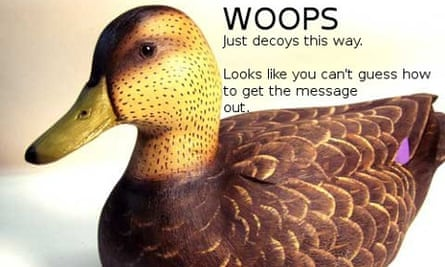 WOOPS
Just decoys this way.
Looks like you can't guess how
to get the message
out.